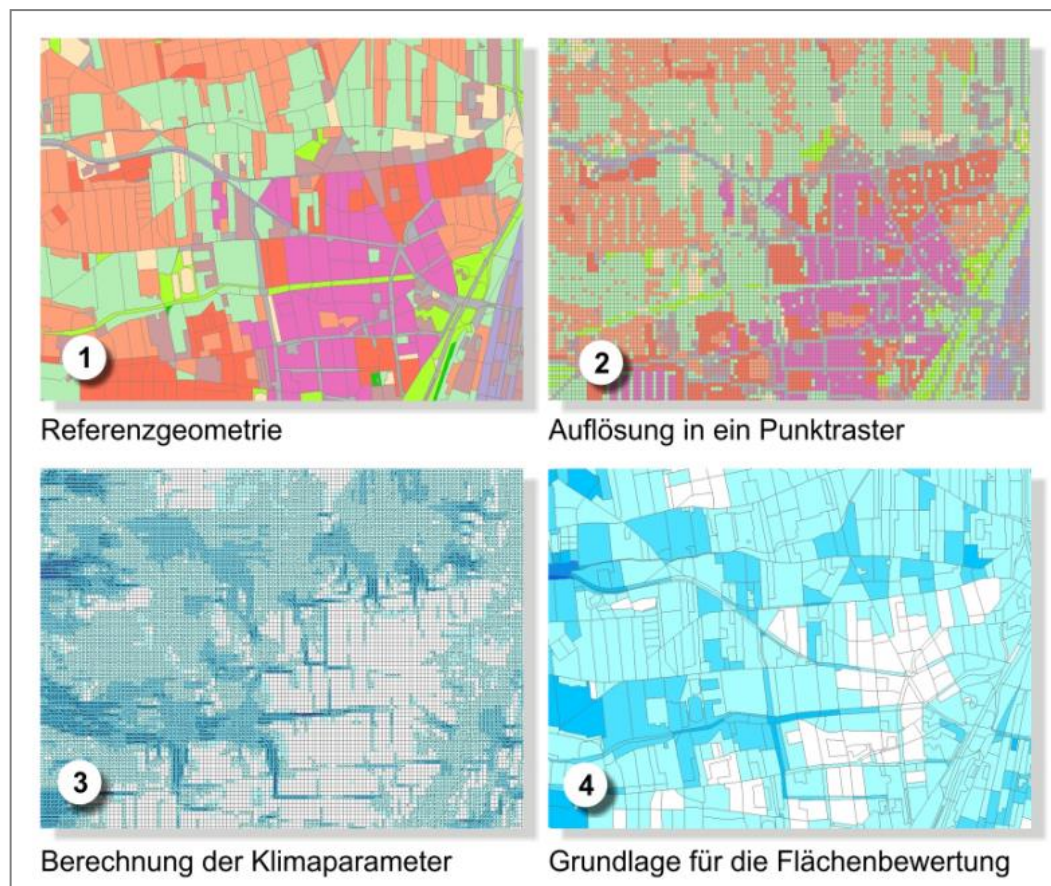 1
2
Referenzgeometrie
Auflösung in ein Punktraster
3
4
Berechnung der Klimaparameter
Grundlage für die Flächenbewertung